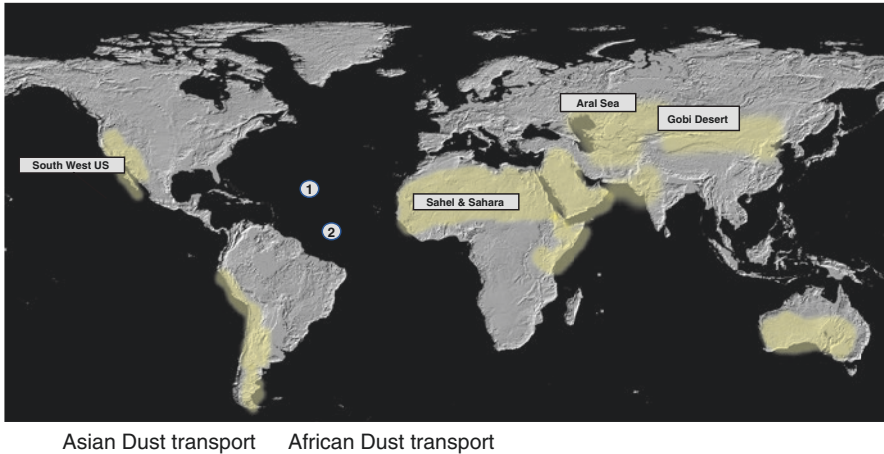 Aral Sea
Gobi Desert
South West US
1
Sahel & Sahara
2
Asian Dust transport African Dust transport